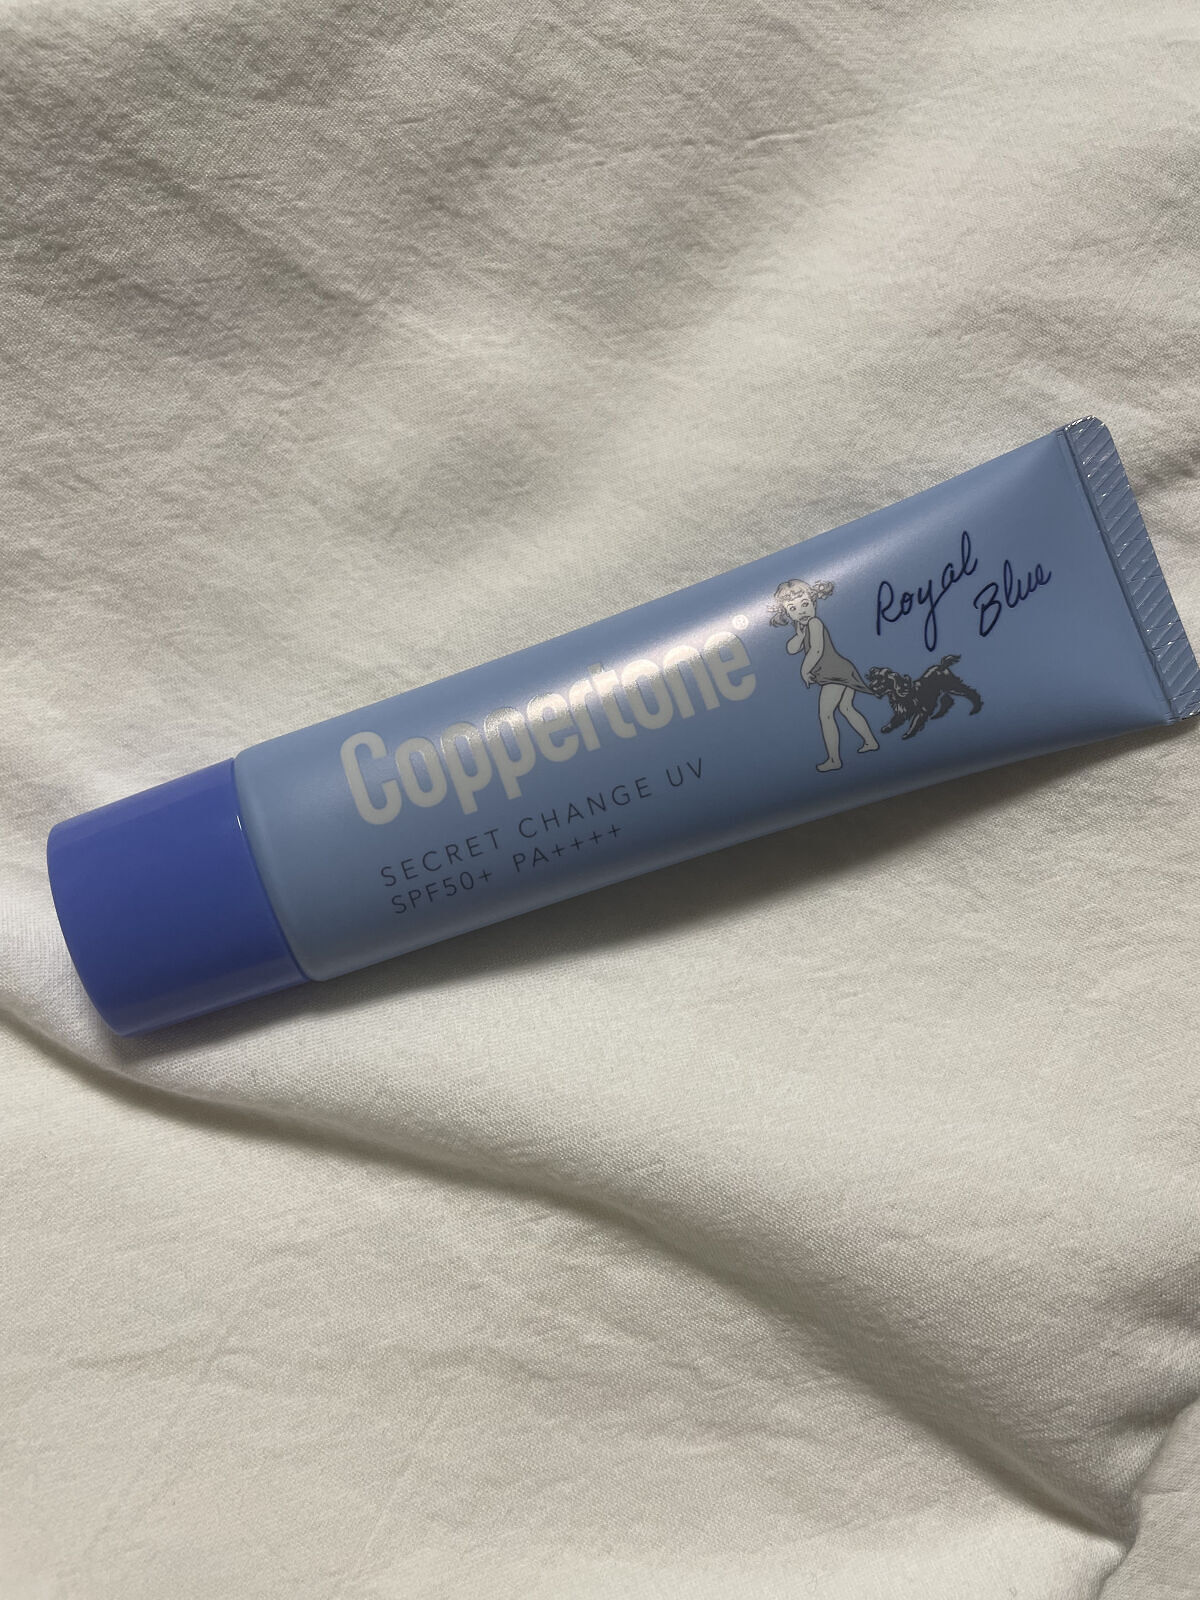 Coppertone®
SECRET CHANGE UV
SPF50+ PA++++
Royal
Blue